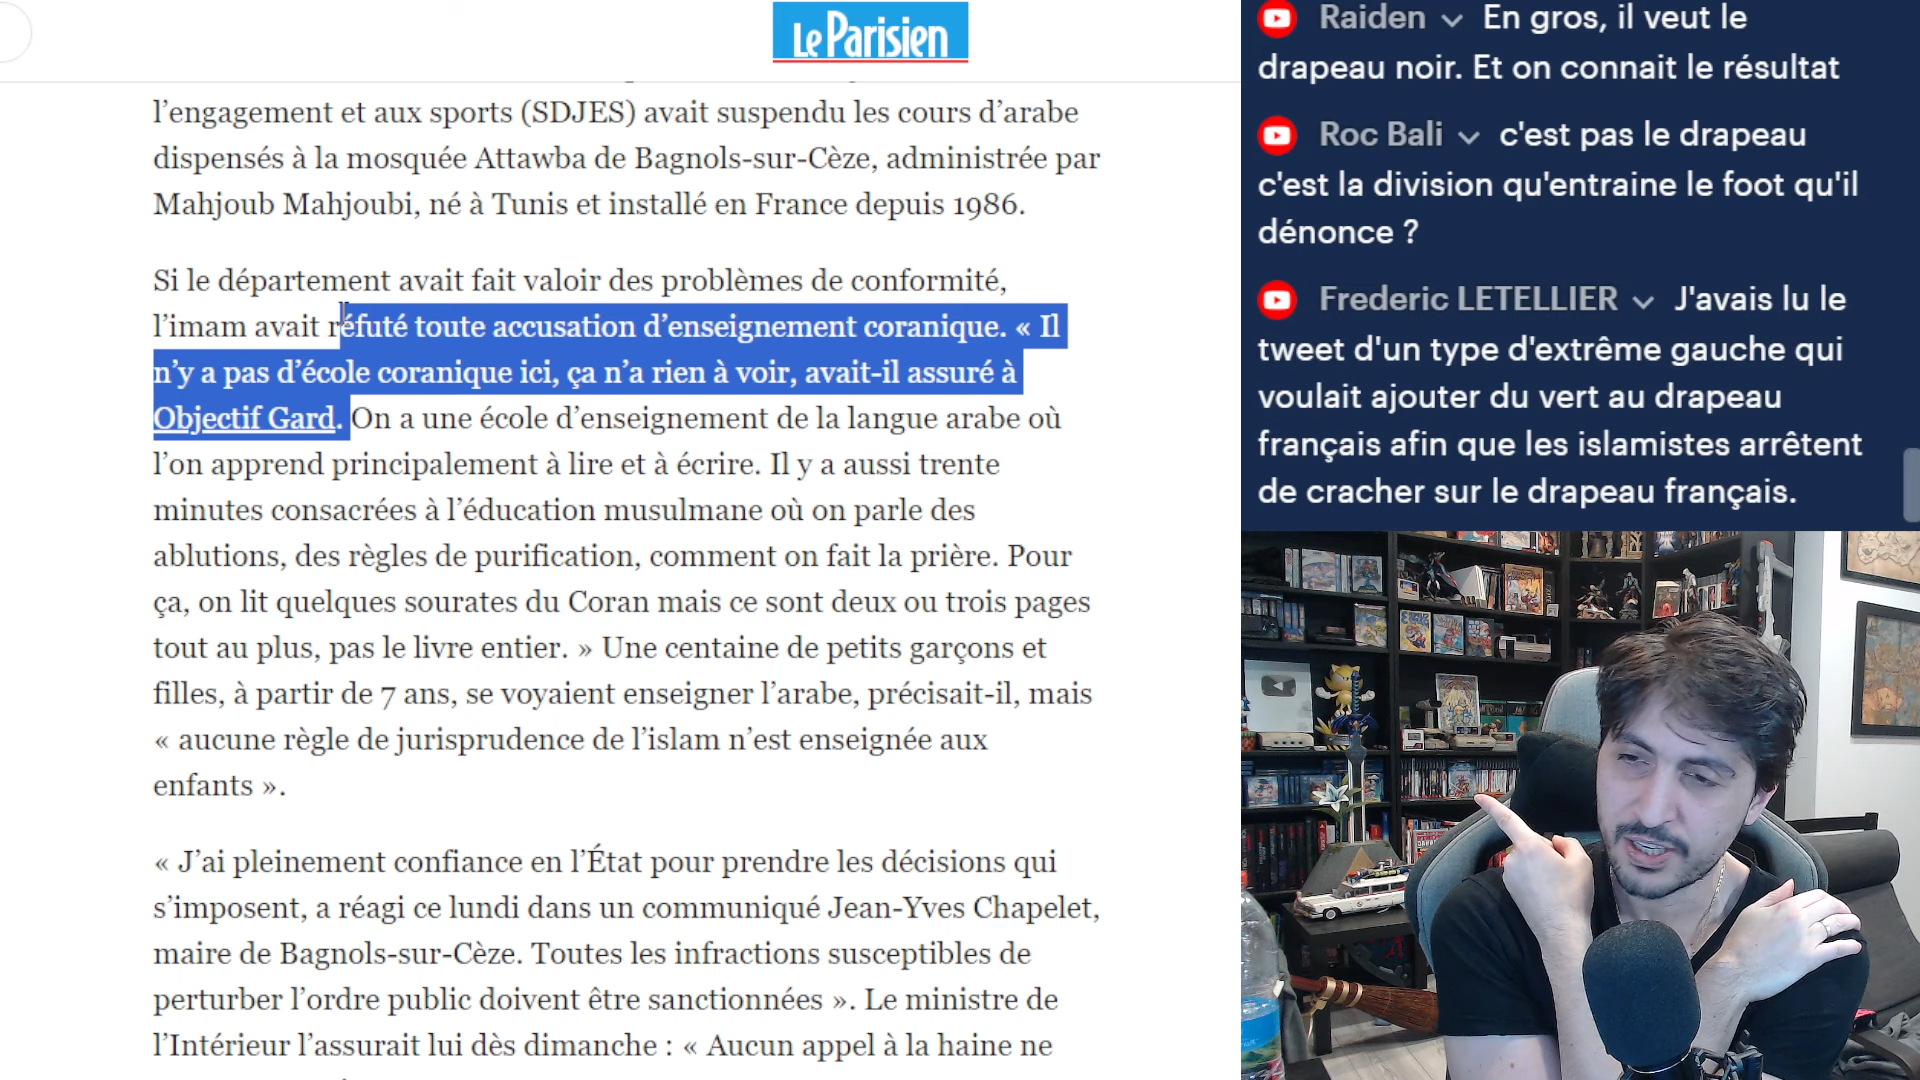 Le Parisien
l’engagement et aux sports (SDJES) avait suspendu les cours d’arabe
dispensés à la mosquée Attawba de Bagnols-sur-Cèze, administrée par
Mahjoub Mahjoubi, né à Tunis et installé en France depuis 1986.
Si le département avait fait valoir des problèmes de conformité,
l’imam avait réfuté toute accusation d’enseignement coranique. « Il
n’y a pas d’école coranique ici, ça n’a rien à voir, avait-il assuré à
Objectif Gard. On a une école d’enseignement de la langue arabe où
l’on apprend principalement à lire et à écrire. Il y a aussi trente
minutes consacrées à l’éducation musulmane où on parle des
ablutions, des règles de purification, comment on fait la prière. Pour
ça, on lit quelques sourates du Coran mais ce sont deux ou trois pages
tout au plus, pas le livre entier. » Une centaine de petits garçons et
filles, à partir de 7 ans, se voyaient enseigner l’arabe, précisait-il, mais
« aucune règle de jurisprudence de l’islam n’est enseignée aux
enfants ».
« J’ai pleinement confiance en l’État pour prendre les décisions qui
s’imposent, a réagi ce lundi dans un communiqué Jean-Yves Chapelet,
maire de Bagnols-sur-Cèze. Toutes les infractions susceptibles de
perturber l’ordre public doivent être sanctionnées ». Le ministre de
l’Intérieur l’assurait lui dès dimanche : « Aucun appel à la haine ne
Raiden En gros, il veut le
drapeau noir. Et on connait le résultat
Roc Bali c'est pas le drapeau
c'est la division qu'entraine le foot qu'il
dénonce ?
Frederic LETELLIER J'avais lu le
tweet d'un type d'extrême gauche qui
voulait ajouter du vert au drapeau
français afin que les islamistes arrêtent
de cracher sur le drapeau français.